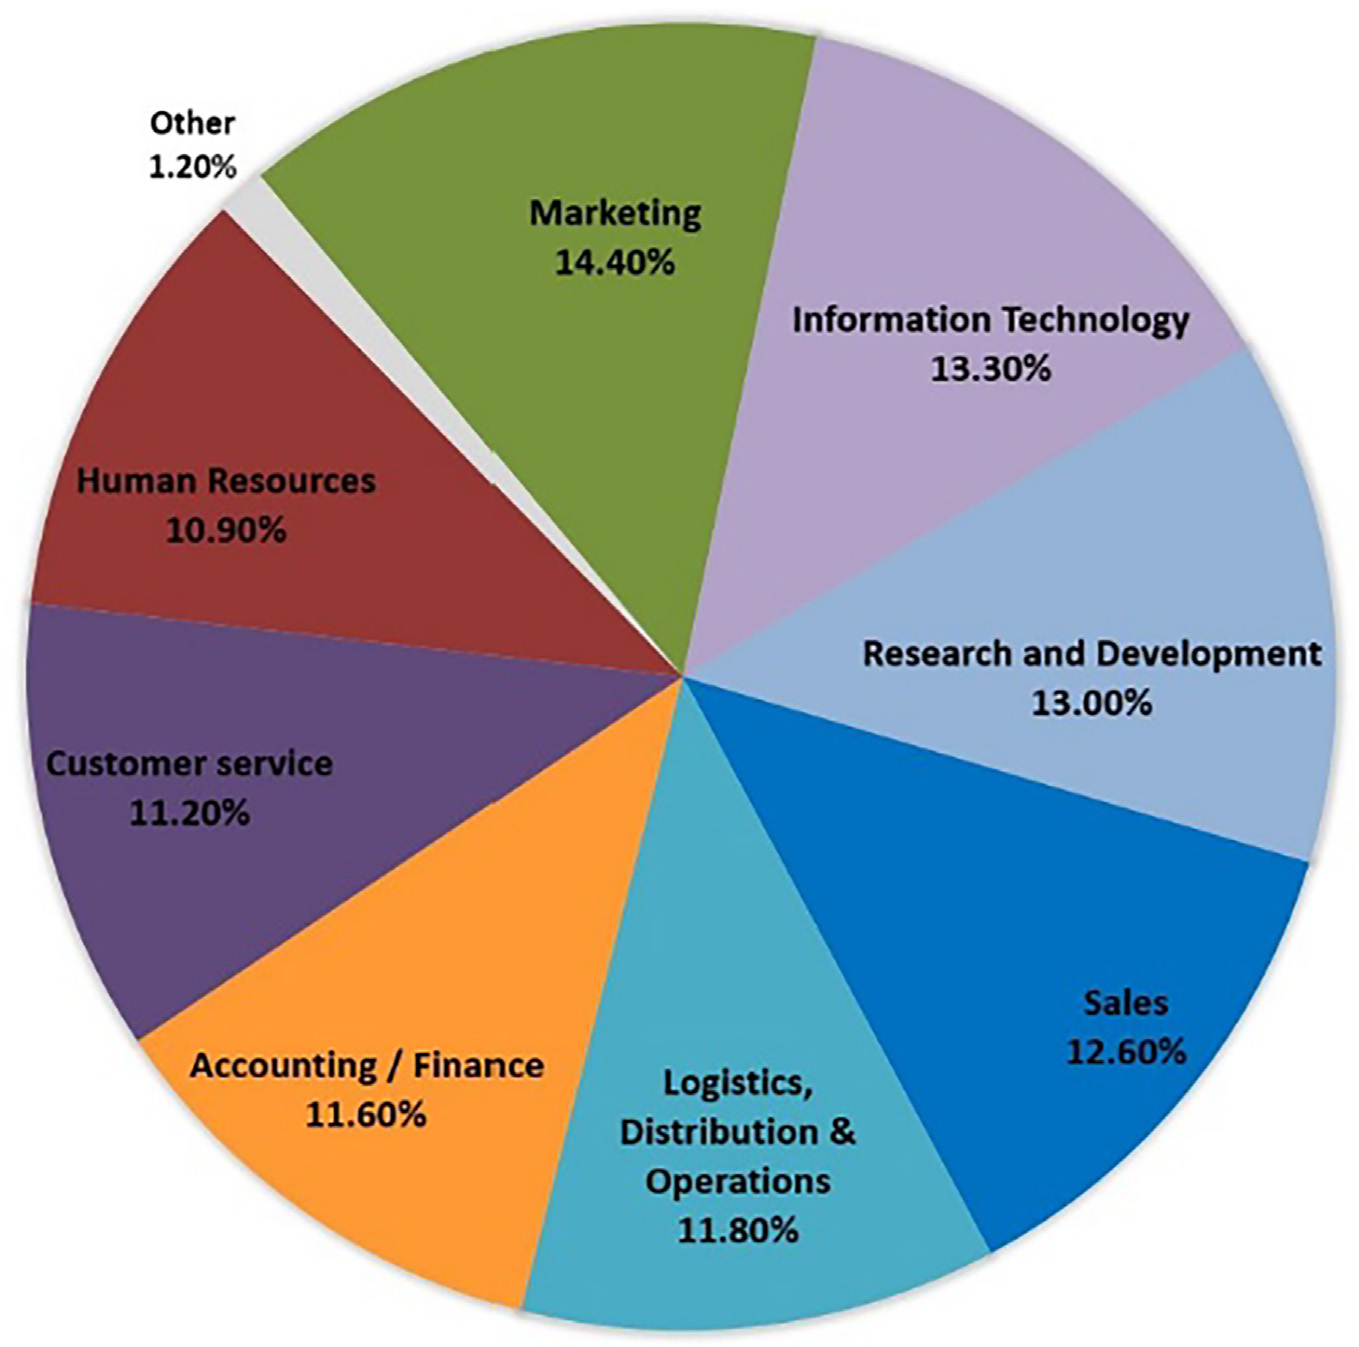 Other
1.20%
Marketing
14.40%
Information Technology
13.30%
Human Resources
10.90%
Research and Development
13.00%
Customer service
11.20%
Sales
12.60%
Accounting / Finance
11.60%
Logistics,
Distribution &
Operations
11.80%